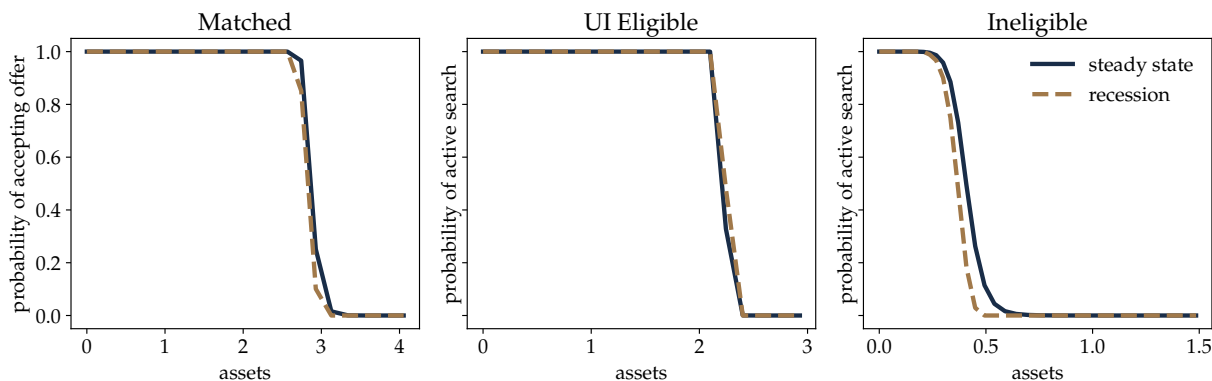 Matched
probability of accepting offer
1.0
0.8
0.6
0.4
0.2
0.0
0 1 2 3 4
assets
UI Eligible
probability of active search
0 1 2 3
assets
Ineligible
probability of active search
steady state
recession
0.0 0.5 1.0 1.5
assets